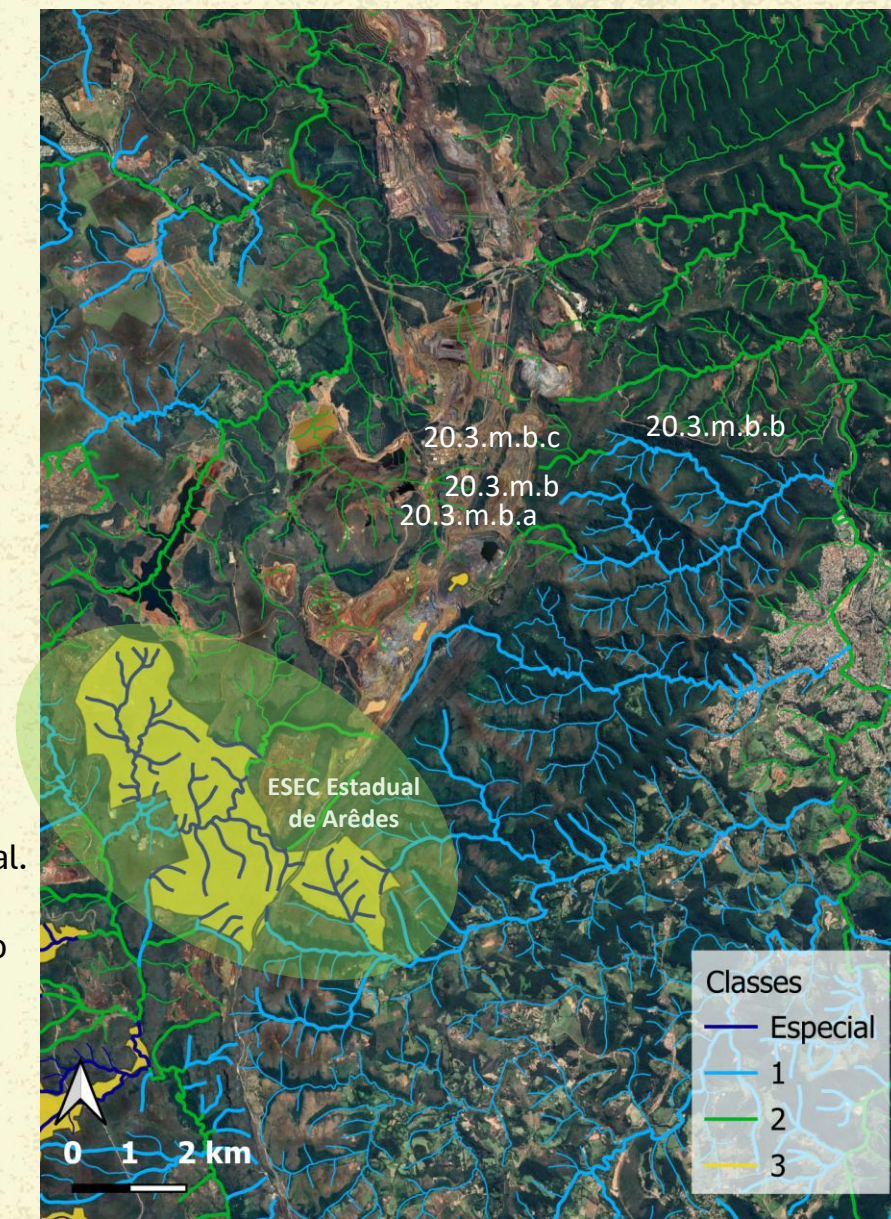 20.3.m.b.c
20.3.m.b.b
20.3.m.b
20.3.m.b.a
ESEC Estadual
de Arêdes
al.
o
Classes
Especial
1
2
3
0 1 2 km